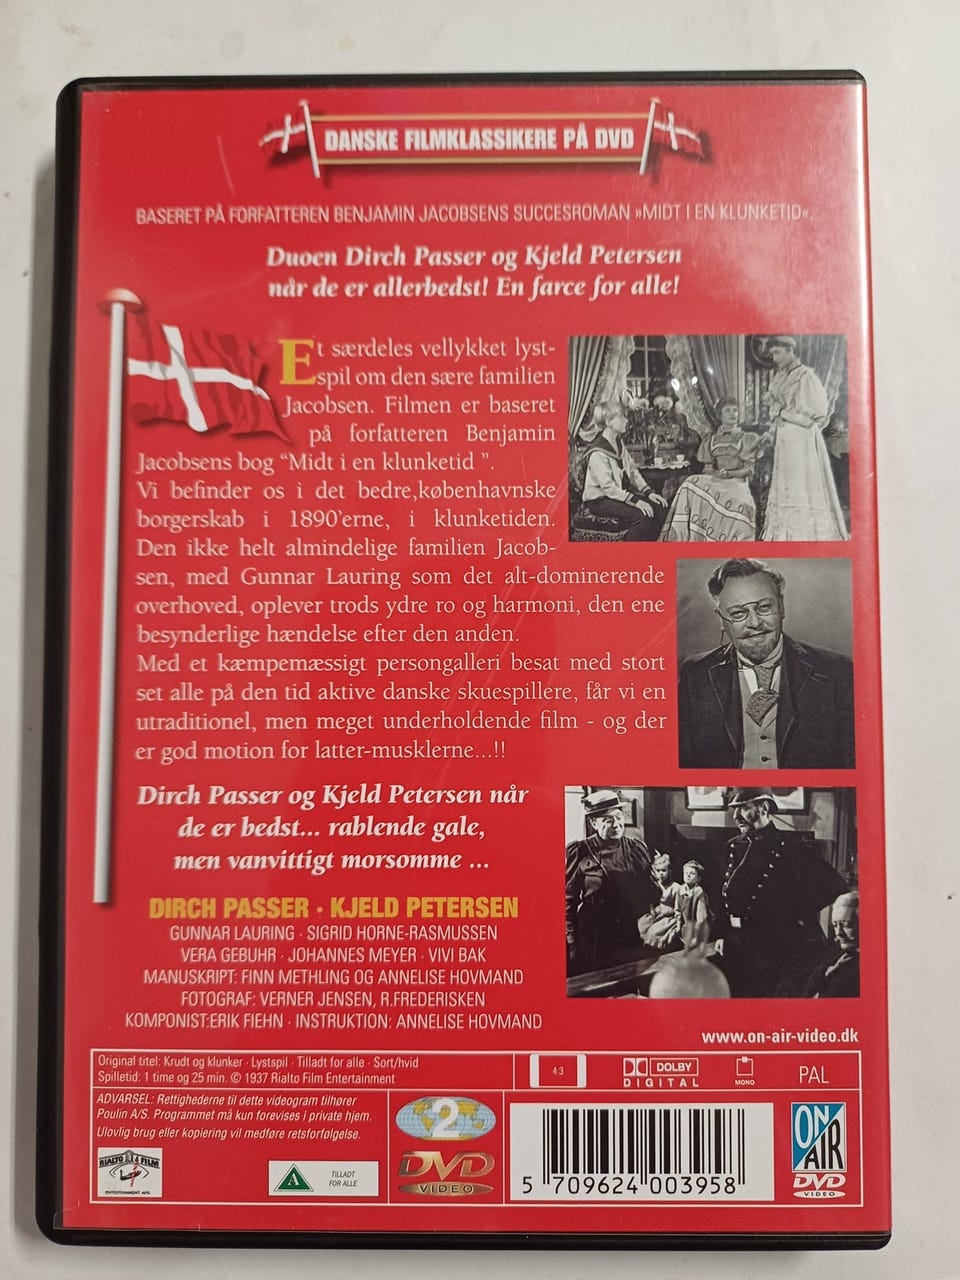 DANSKE FILMKLASSIKERE PÅ DVD
BASERET PÅ FORFATTEREN BENJAMIN JACOBSENS SUCCESROMAN »MIDT I EN KLUNKETID«.
Duoen Dirch Passer og Kjeld Petersen
når de er allerbedst! En farce for alle!
Et særdeles vellykket lyst-
spil om den sære familien
Jacobsen. Filmen er baseret
på forfatteren Benjamin
Jacobsens bog "Midt i en klunketid ".
Vi befinder os i det bedre,københavnske
borgerskab i 1890'erne, i klunketiden.
Den ikke helt almindelige familien Jacob-
sen, med Gunnar Lauring som det alt-dominerende
overhoved, oplever trods ydre ro og harmoni, den ene
besynderlige hændelse efter den anden.
Med et kæmpemæssigt persongalleri besat med stort
set alle på den tid aktive danske skuespillere, får vi en
utraditionel, men meget underholdende film - og der
er god motion for latter-musklerne...!!
Dirch Passer og Kjeld Petersen når
de er bedst... rablende gale,
men vanvittigt morsomme ...
DIRCH PASSER · KJELD PETERSEN
GUNNAR LAURING · SIGRID HORNE-RASMUSSEN
VERA GEBUHR · JOHANNES MEYER · VIVI BAK
MANUSKRIPT: FINN METHLING OG ANNELISE HOVMAND
FOTOGRAF: VERNER JENSEN, R.FREDERISKEN
KOMPONIST:ERIK FIEHN · INSTRUKTION: ANNELISE HOVMAND
www.on-air-video.dk
Original titel: Krudt og klunker · Lystspil · Tilladt for alle · Sort/hvid
Spilletid: 1 time og 25 min. © 1937 Rialto Film Entertainment
4:3
DOLBY
DIGITAL
MONO
PAL
ADVARSEL: Rettighederne til dette videogram tilhører
Poulin A/S. Programmet må kun forevises i private hjem.
Ulovlig brug eller kopiering vil medføre retsforfølgelse.
RIALTO FILM
ENTERTAINMENT APS
A
TILLADT
FOR ALLE
2
DVD
VIDEO
5 709624 003958
ON
AIR
DVD
VIDEO